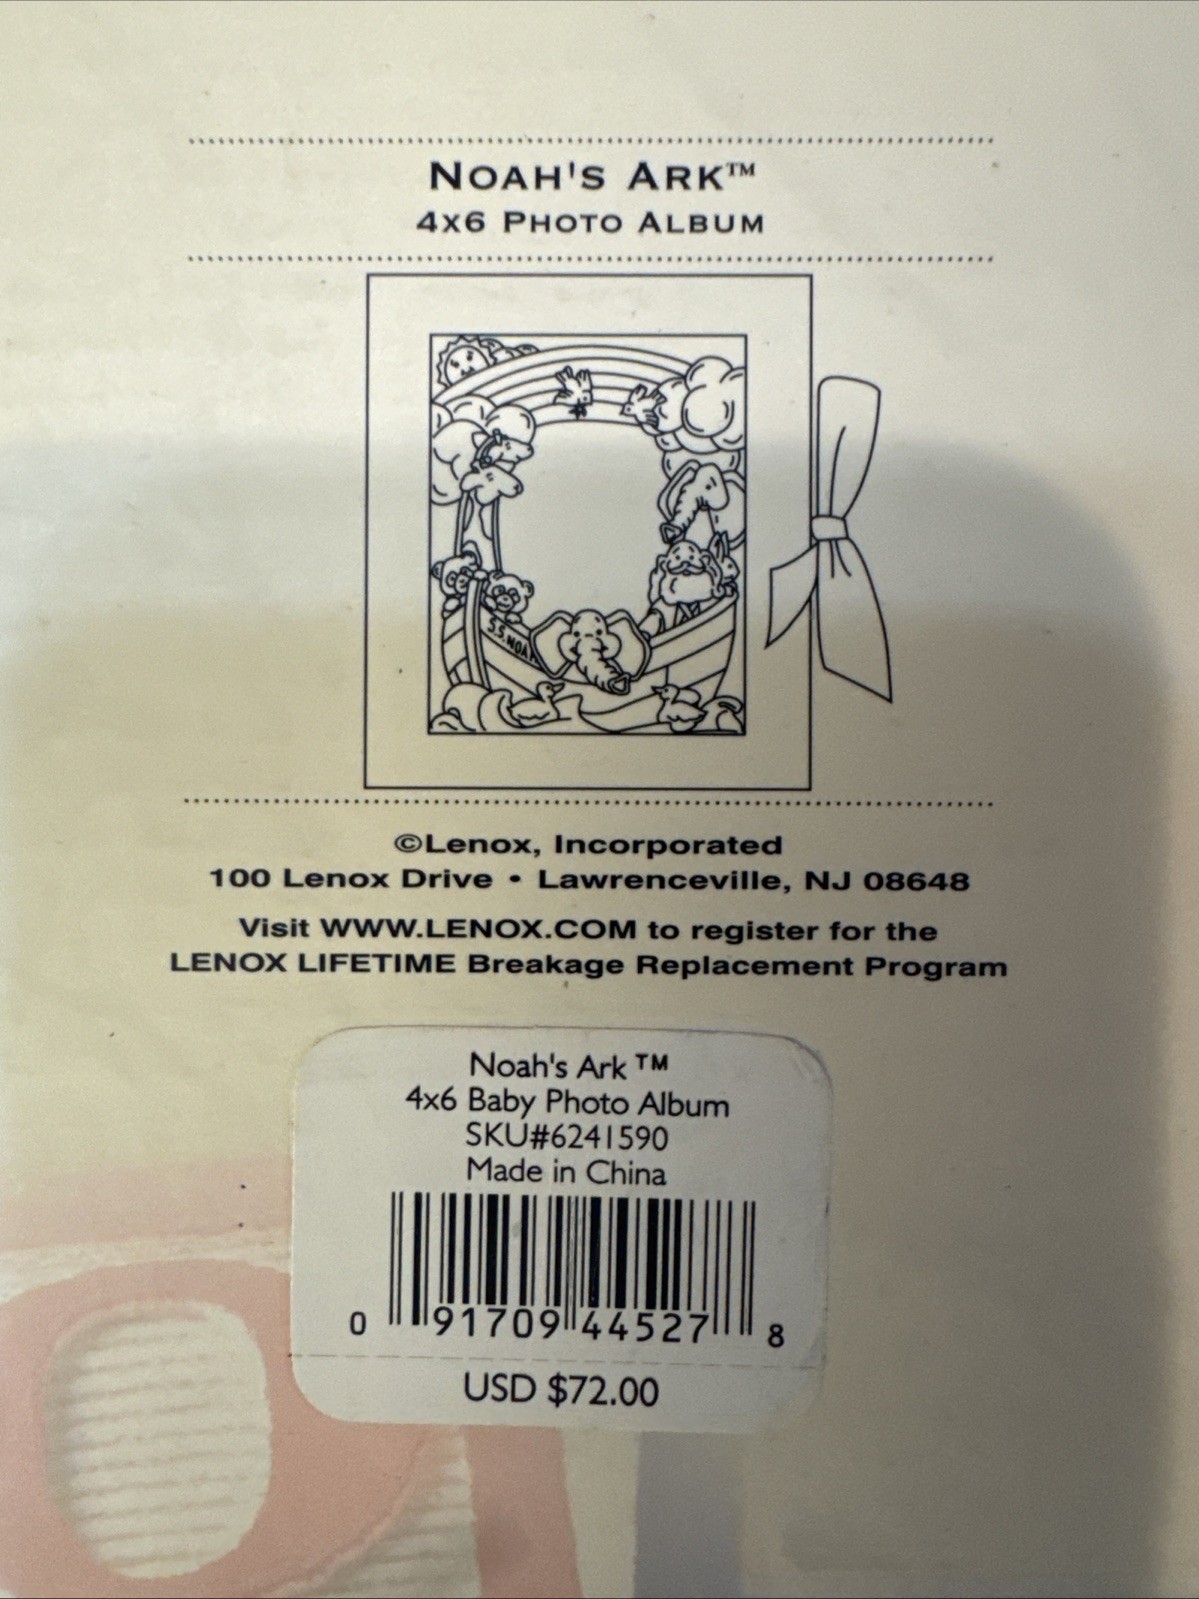 NOAH'S ARK™
4X6 PHOTO ALBUM
S.S. NOA
©Lenox, Incorporated
100 Lenox Drive • Lawrenceville, NJ 08648
Visit WWW.LENOX.COM to register for the
LENOX LIFETIME Breakage Replacement Program
Noah's Ark ™
4x6 Baby Photo Album
SKU#6241590
Made in China
0 91709 44527 8
USD $72.00